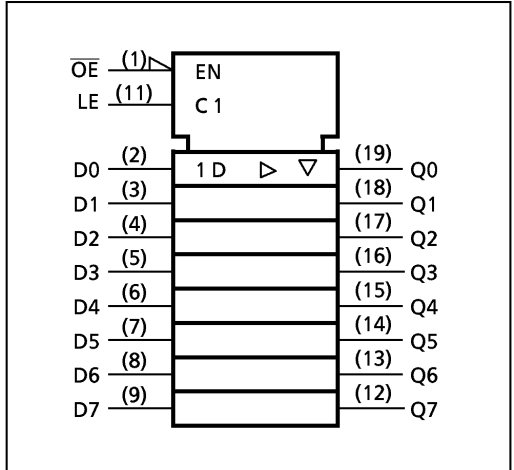 O̅E̅ (1) EN
LE (11) C1
D0 (2) 1D ▷ ▽ (19) Q0
D1 (3) (18) Q1
D2 (4) (17) Q2
D3 (5) (16) Q3
D4 (6) (15) Q4
D5 (7) (14) Q5
D6 (8) (13) Q6
D7 (9) (12) Q7